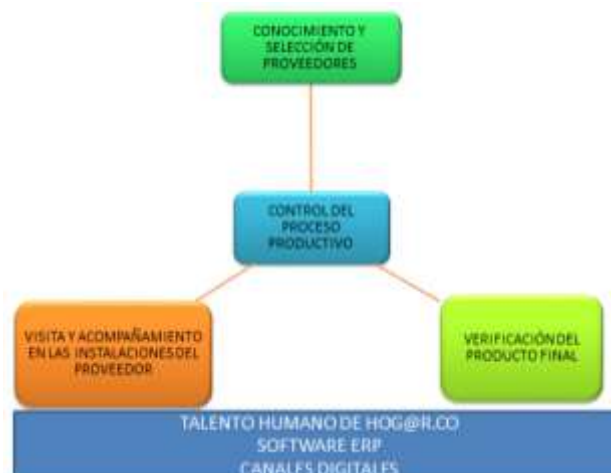 CONOCIMIENTO Y
SELECCIÓN DE
PROVEEDORES
CONTROL DEL
PROCESO
PRODUCTIVO
VISITA Y ACOMPAÑAMIENTO
EN LAS INSTALACIONES DEL
PROVEEDOR
VERIFICACIÓN DEL
PRODUCTO FINAL
TALENTO HUMANO DE HOG@R.CO
SOFTWARE ERP
CANALES DIGITALES